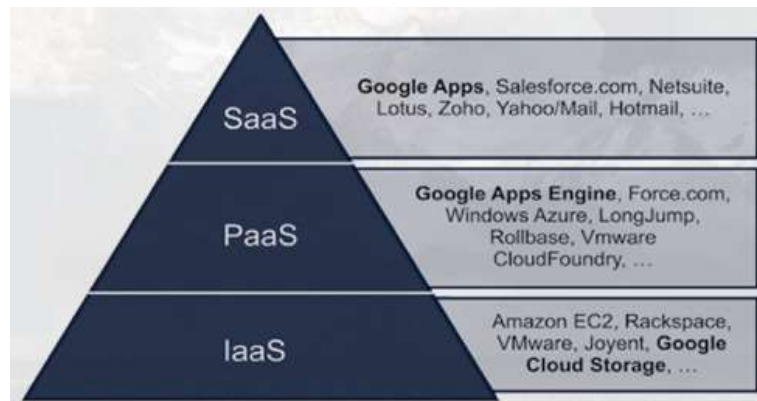 SaaS
Google Apps, Salesforce.com, Netsuite,
Lotus, Zoho, Yahoo/Mail, Hotmail, …
PaaS
Google Apps Engine, Force.com,
Windows Azure, LongJump,
Rollbase, Vmware
CloudFoundry, …
IaaS
Amazon EC2, Rackspace,
VMware, Joyent, Google
Cloud Storage, …